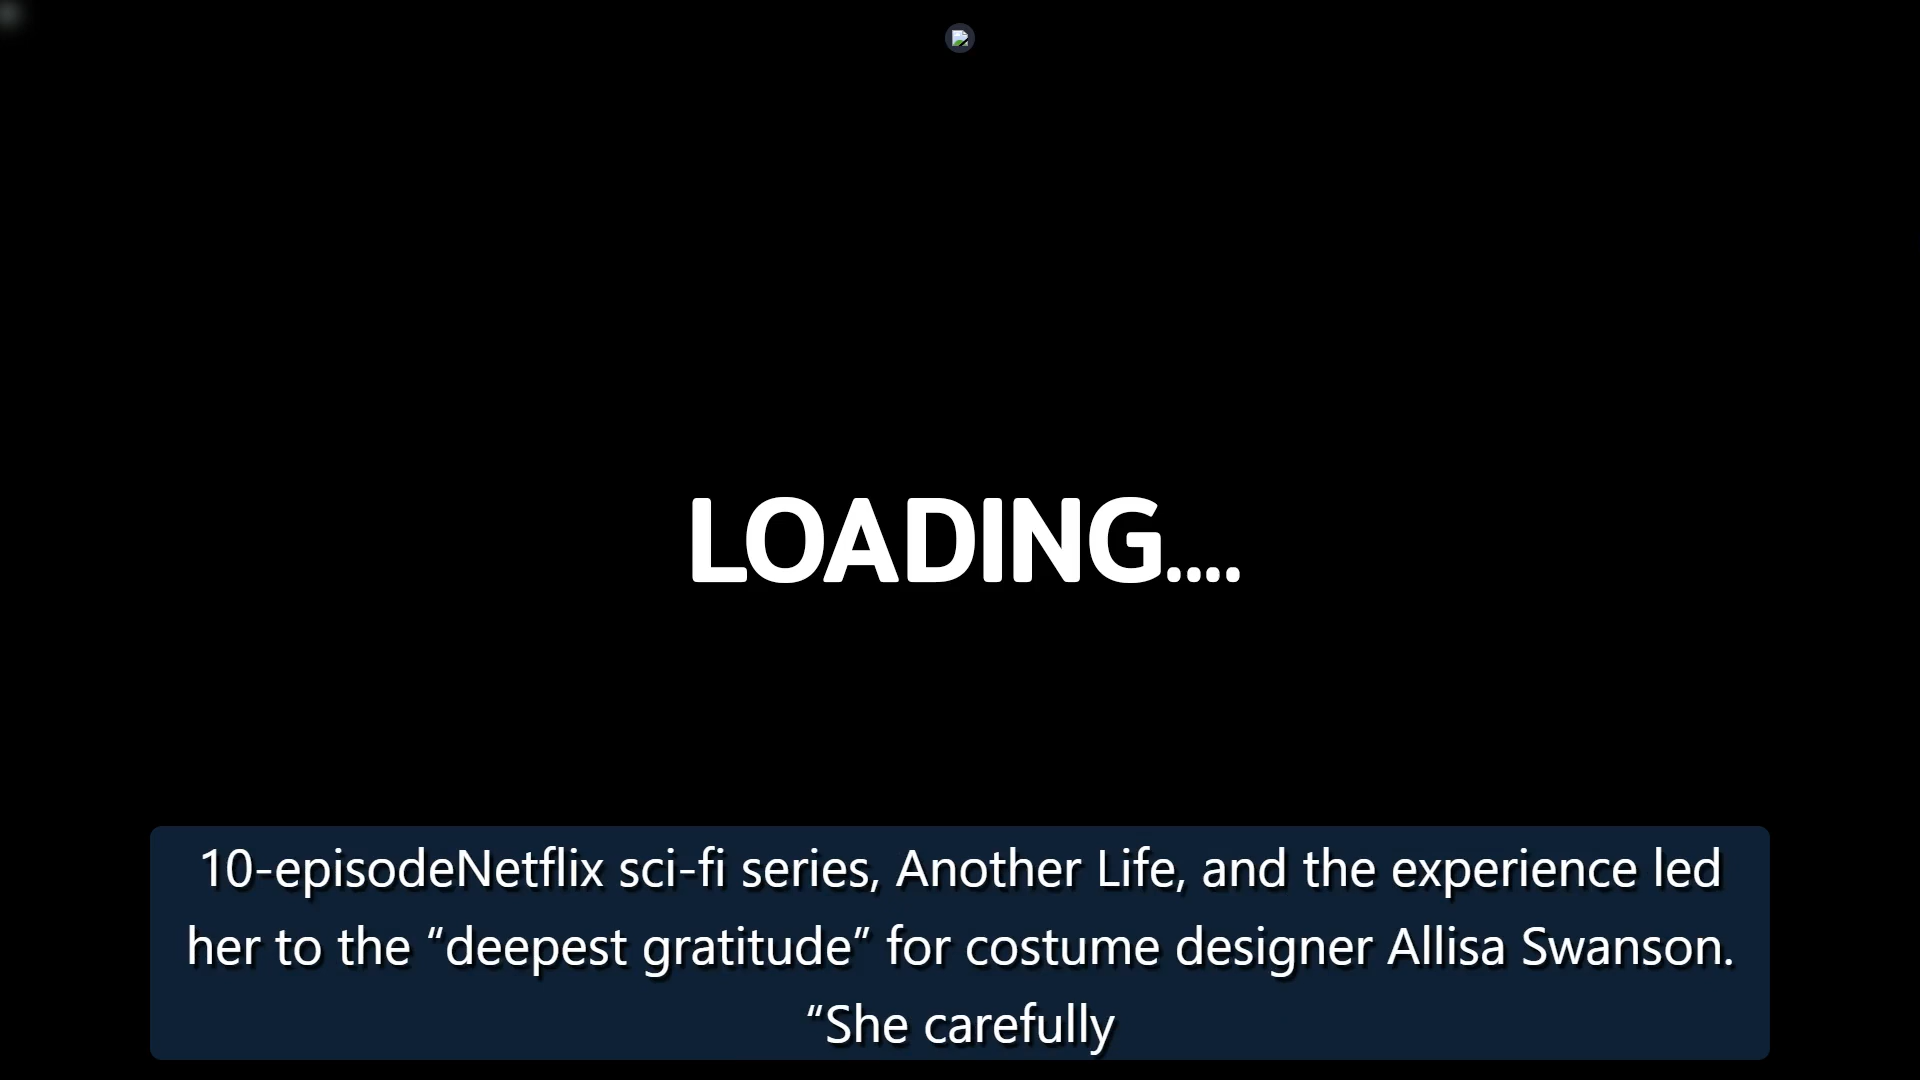 LOADING....
10-episodeNetflix sci-fi series, Another Life, and the experience led
her to the “deepest gratitude” for costume designer Allisa Swanson.
“She carefully